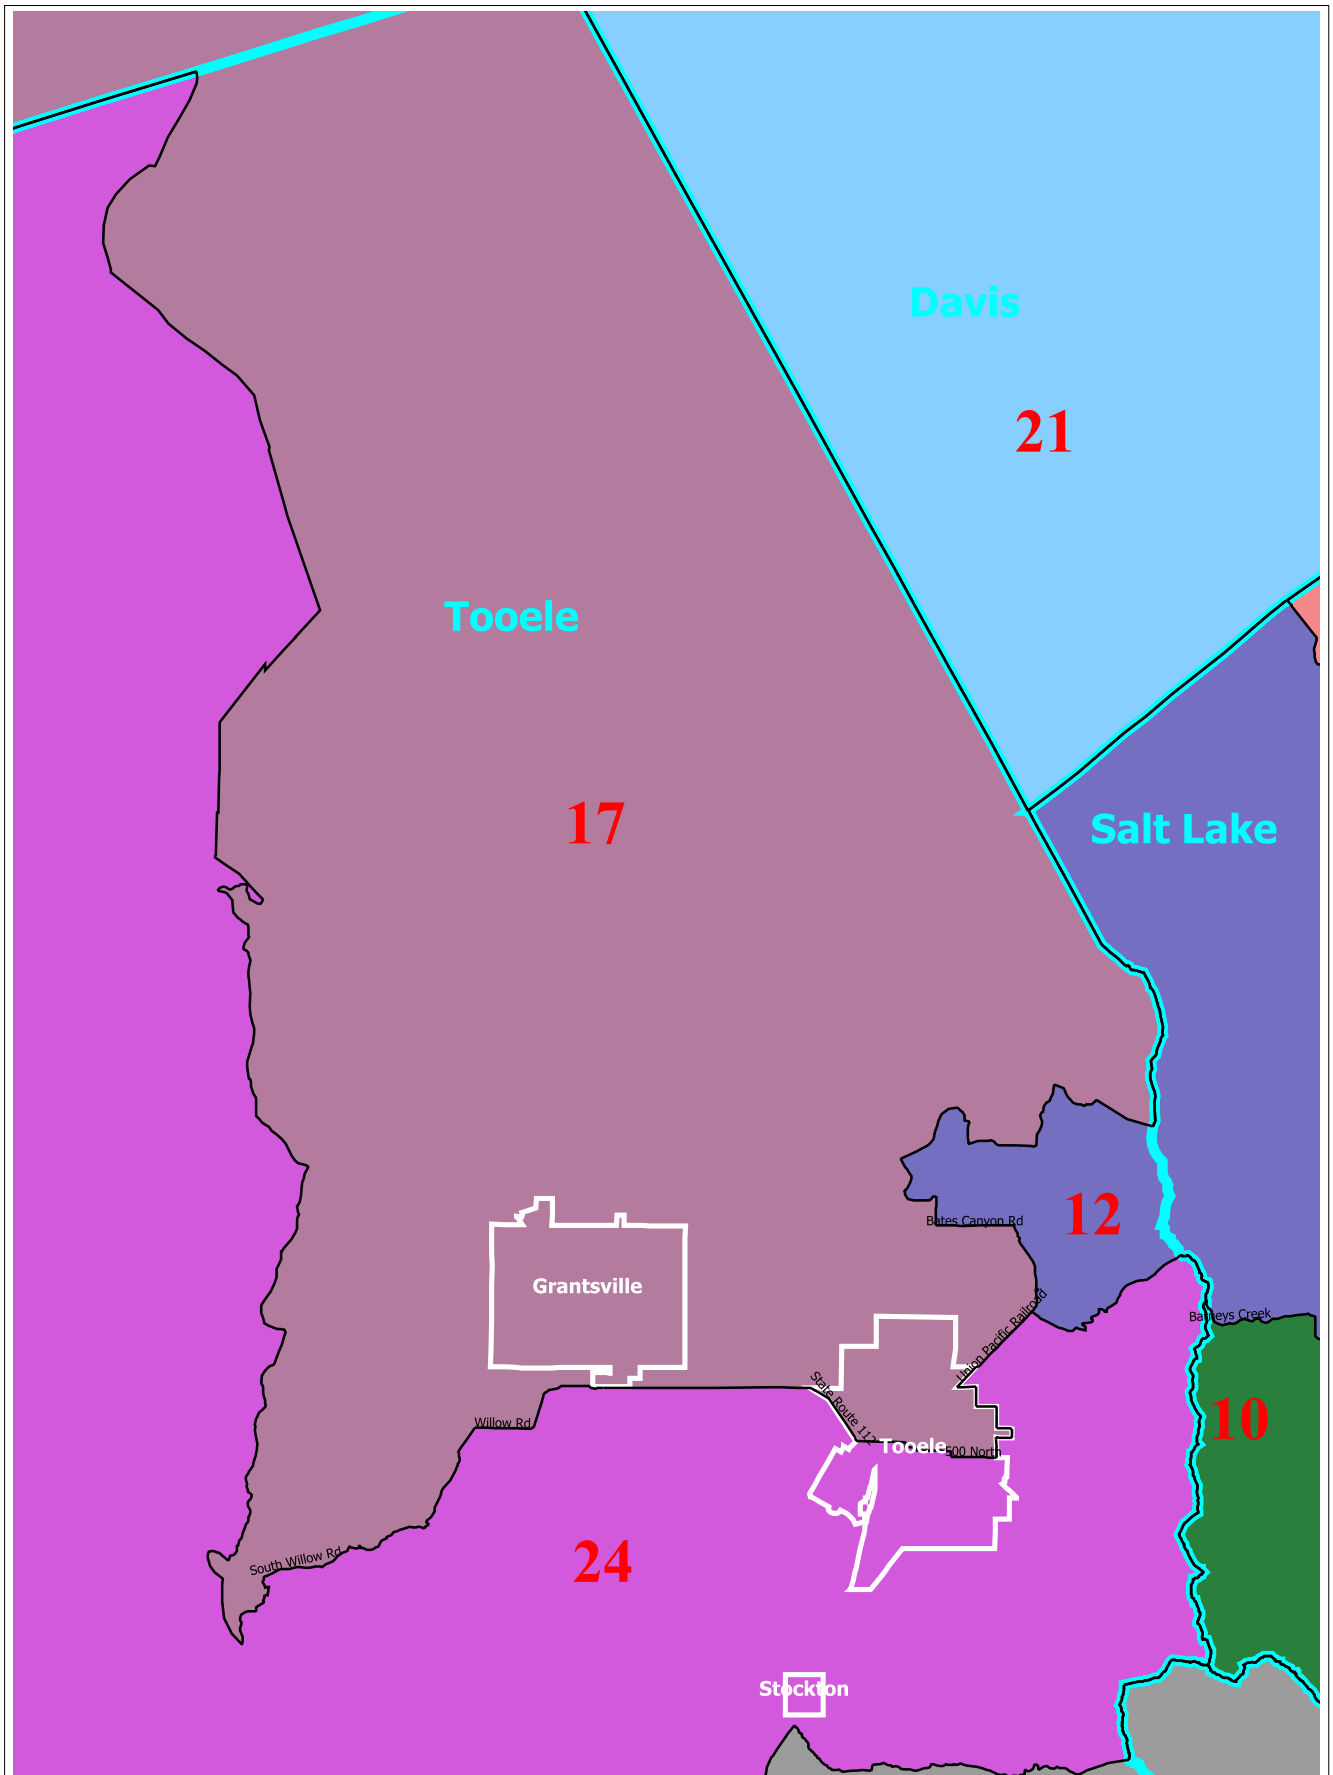 Davis
21
Tooele
17
Salt Lake
12
Bates Canyon Rd
Grantsville
Union Pacific Railroad
Barneys Creek
State Route 112
10
Willow Rd
Tooele
500 North
South Willow Rd
24
Stockton